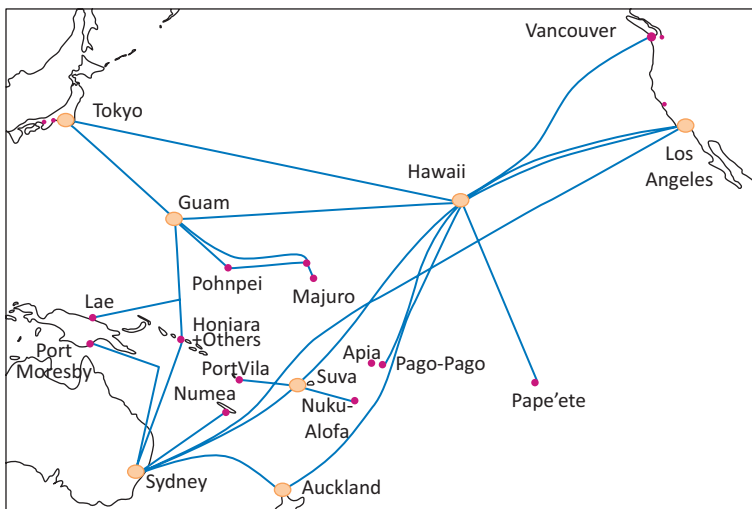 Vancouver
Tokyo
Los
Angeles
Hawaii
Guam
Pohnpei
Majuro
Lae
Honiara
+Others
Port
Moresby
PortVila
Apia
Pago-Pago
Suva
Numea
Nuku-
Alofa
Pape’ete
Sydney
Auckland